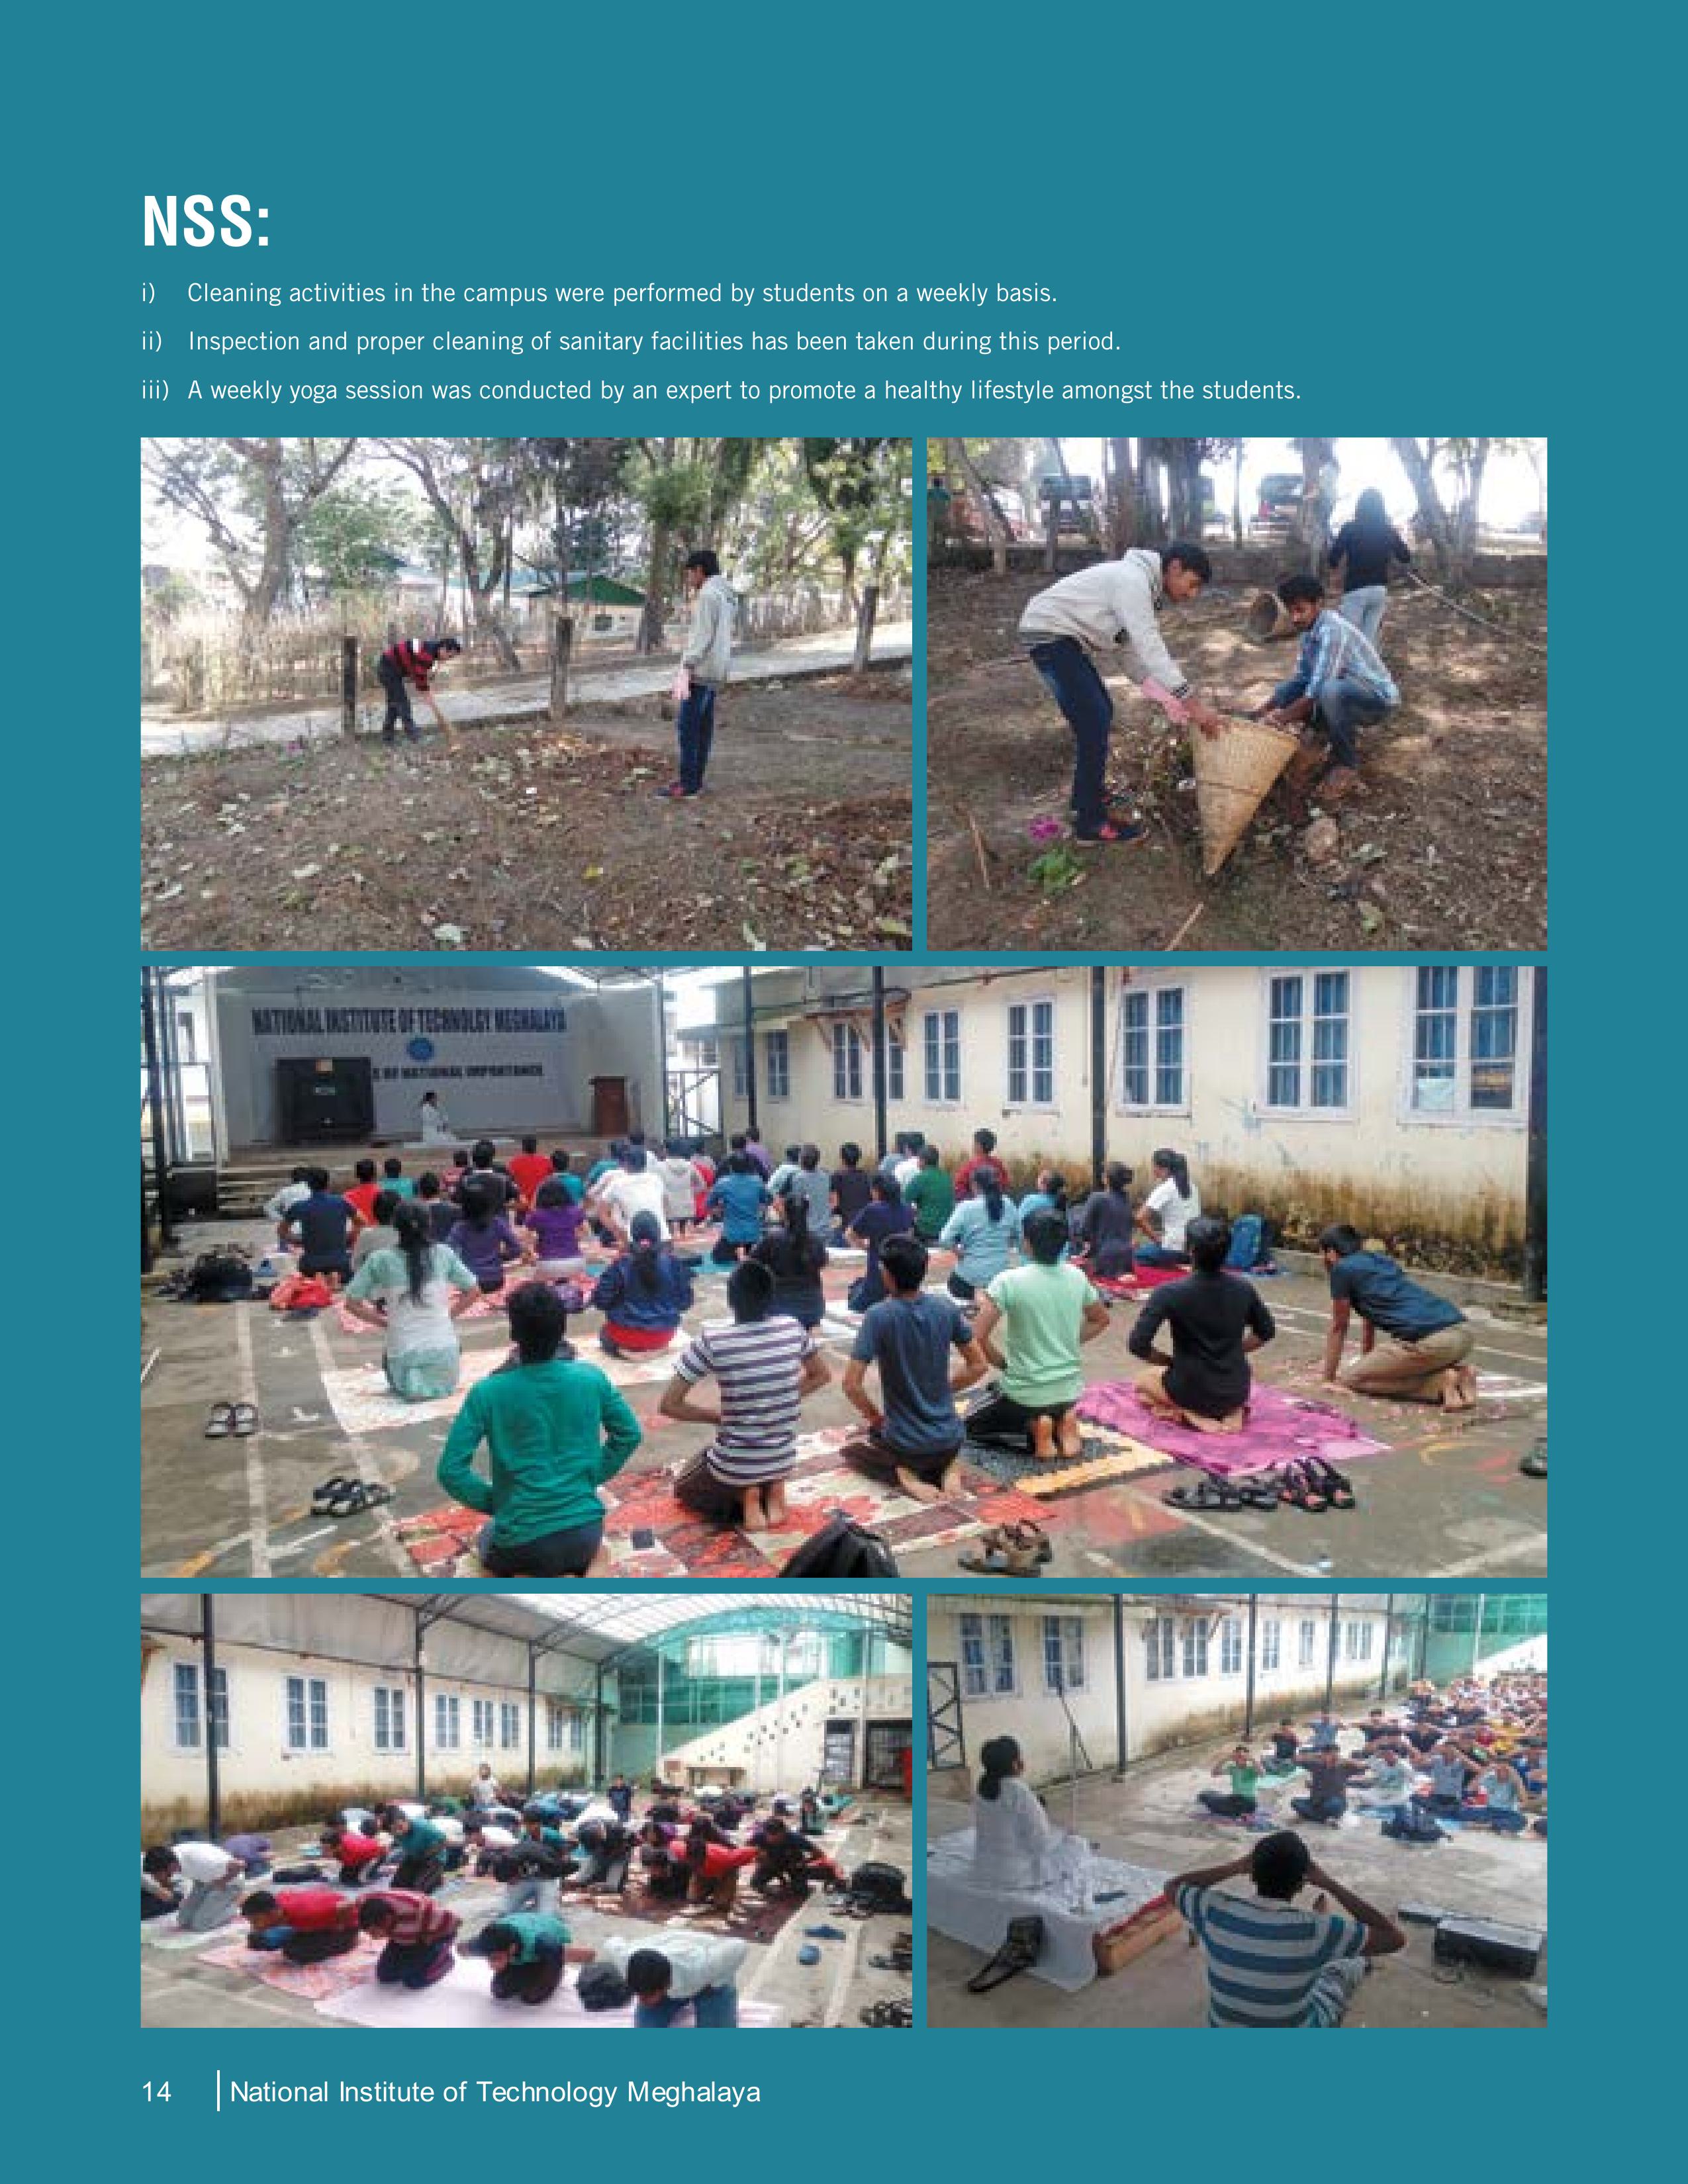 NSS:
i) Cleaning activities in the campus were performed by students on a weekly basis.
ii) Inspection and proper cleaning of sanitary facilities has been taken during this period.
iii) A weekly yoga session was conducted by an expert to promote a healthy lifestyle amongst the students.
NATIONAL INSTITUTE OF TECHNOLGY MEGHALAYA
OF NATIONAL IMPORTANCE
14 National Institute of Technology Meghalaya